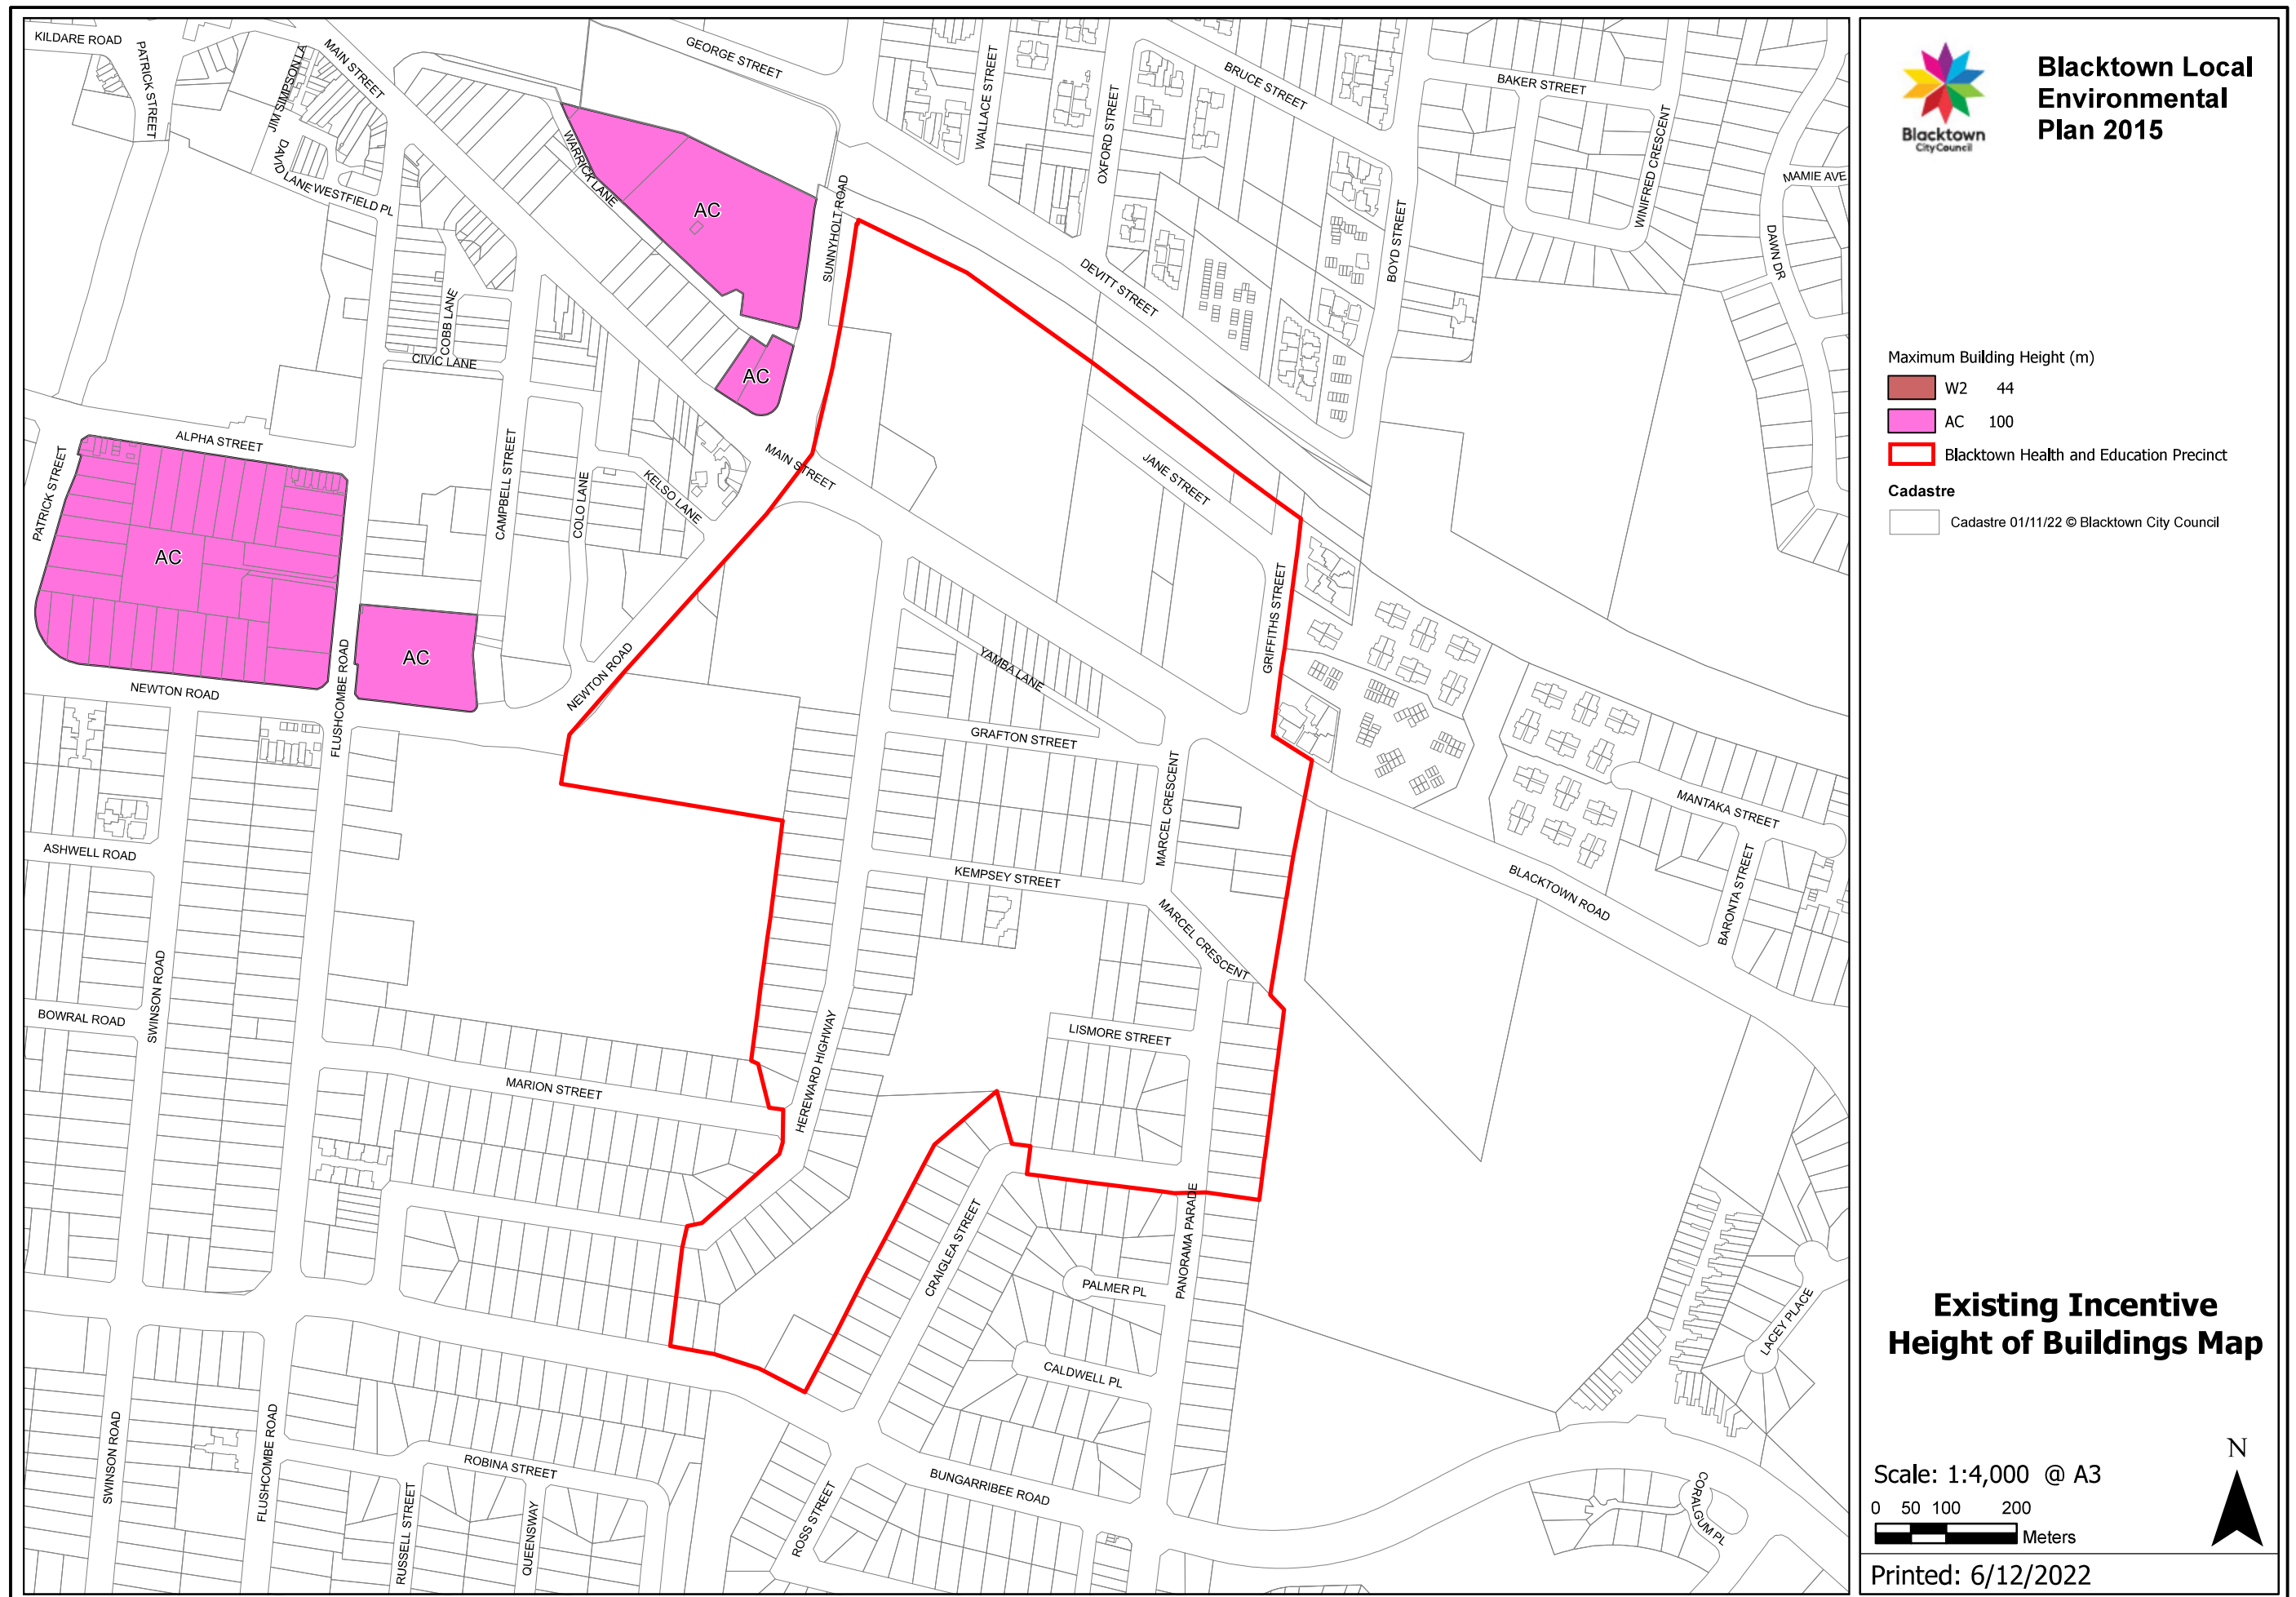 KILDARE ROAD
PATRICK STREET
JIM SIMPSON LA
MAIN STREET
DAVID LANE
WESTFIELD PL
WARRICK LANE
GEORGE STREET
AC
SUNNYHOLT ROAD
WALLACE STREET
OXFORD STREET
BRUCE STREET
BOYD STREET
BAKER STREET
WINIFRED CRESCENT
MAMIE AVE
DAWN DR
DEVITT STREET
COBB LANE
CIVIC LANE
AC
ALPHA STREET
PATRICK STREET
AC
CAMPBELL STREET
COLO LANE
KELSO LANE
MAIN STREET
JANE STREET
GRIFFITHS STREET
AC
NEWTON ROAD
FLUSHCOMBE ROAD
NEWTON ROAD
YAMBA LANE
GRAFTON STREET
MARCEL CRESCENT
MANTAKA STREET
BARONTA STREET
BLACKTOWN ROAD
ASHWELL ROAD
KEMPSEY STREET
MARCEL CRESCENT
SWINSON ROAD
BOWRAL ROAD
LISMORE STREET
HEREWARD HIGHWAY
MARION STREET
CRAIGLEA STREET
PANORAMA PARADE
PALMER PL
CALDWELL PL
LACEY PLACE
SWINSON ROAD
FLUSHCOMBE ROAD
ROBINA STREET
RUSSELL STREET
QUEENSWAY
ROSS STREET
BUNGARRIBEE ROAD
CORALGUM PL
Blacktown
City Council
Blacktown Local
Environmental
Plan 2015
Maximum Building Height (m)
W2 44
AC 100
Blacktown Health and Education Precinct
Cadastre
Cadastre 01/11/22 © Blacktown City Council
Existing Incentive
Height of Buildings Map
N
Scale: 1:4,000 @ A3
0 50 100 200
Meters
Printed: 6/12/2022